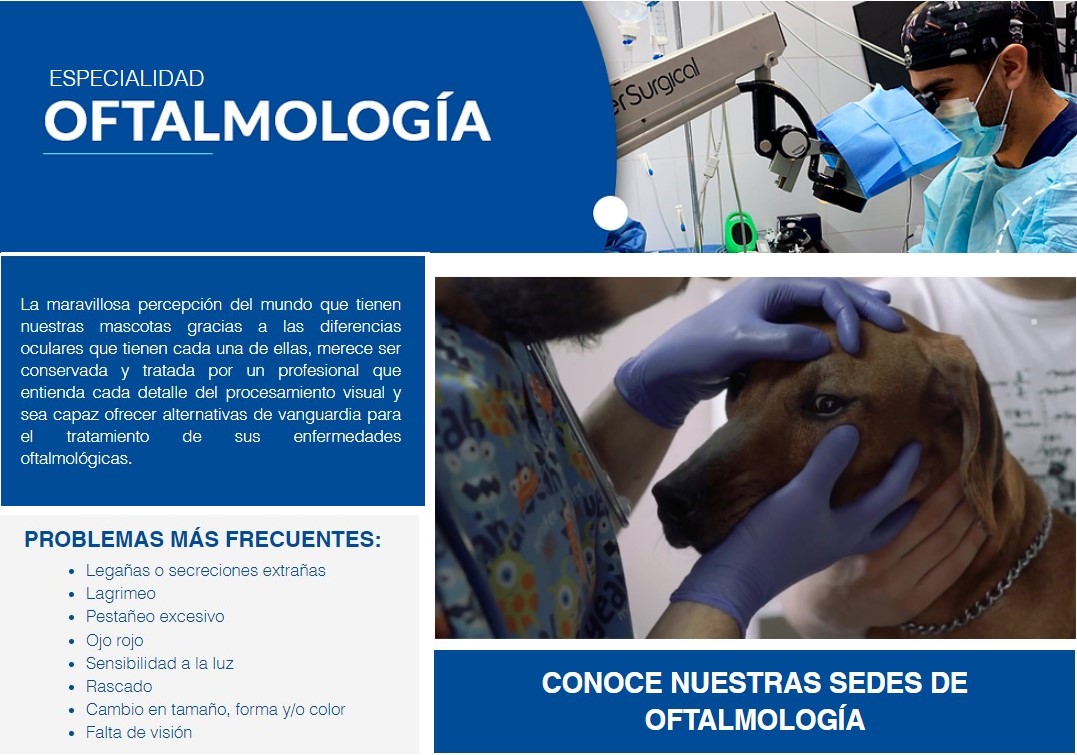 ESPECIALIDAD
OFTALMOLOGÍA
erSurgical
La maravillosa percepción del mundo que tienen
nuestras mascotas gracias a las diferencias
oculares que tienen cada una de ellas, merece ser
conservada y tratada por un profesional que
entienda cada detalle del procesamiento visual y
sea capaz ofrecer alternativas de vanguardia para
el tratamiento de sus enfermedades
oftalmológicas.
PROBLEMAS MÁS FRECUENTES:
• Legañas o secreciones extrañas
• Lagrimeo
• Pestañeo excesivo
• Ojo rojo
• Sensibilidad a la luz
• Rascado
• Cambio en tamaño, forma y/o color
• Falta de visión
CONOCE NUESTRAS SEDES DE
OFTALMOLOGÍA